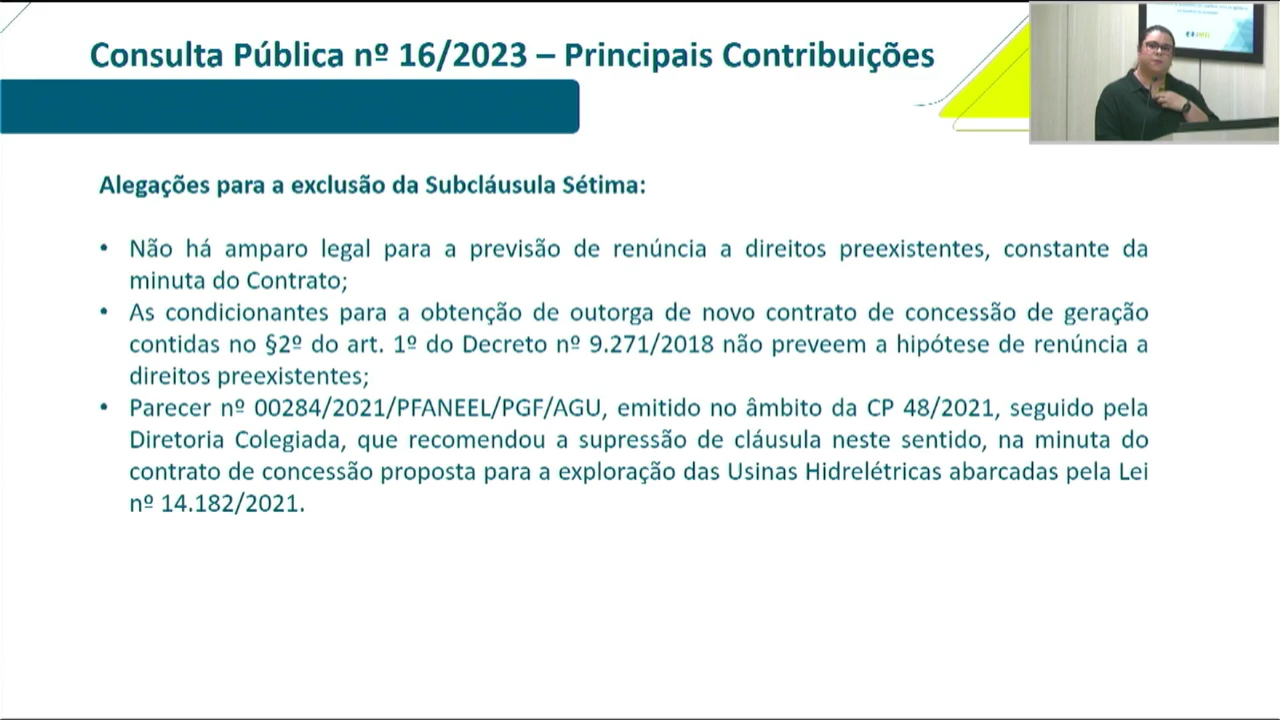 Consulta Pública nº 16/2023 – Principais Contribuições
Alegações para a exclusão da Subcláusula Sétima:
• Não há amparo legal para a previsão de renúncia a direitos preexistentes, constante da
minuta do Contrato;
• As condicionantes para a obtenção de outorga de novo contrato de concessão de geração
contidas no §2º do art. 1º do Decreto nº 9.271/2018 não preveem a hipótese de renúncia a
direitos preexistentes;
• Parecer nº 00284/2021/PFANEEL/PGF/AGU, emitido no âmbito da CP 48/2021, seguido pela
Diretoria Colegiada, que recomendou a supressão de cláusula neste sentido, na minuta do
contrato de concessão proposta para a exploração das Usinas Hidrelétricas abarcadas pela Lei
nº 14.182/2021.